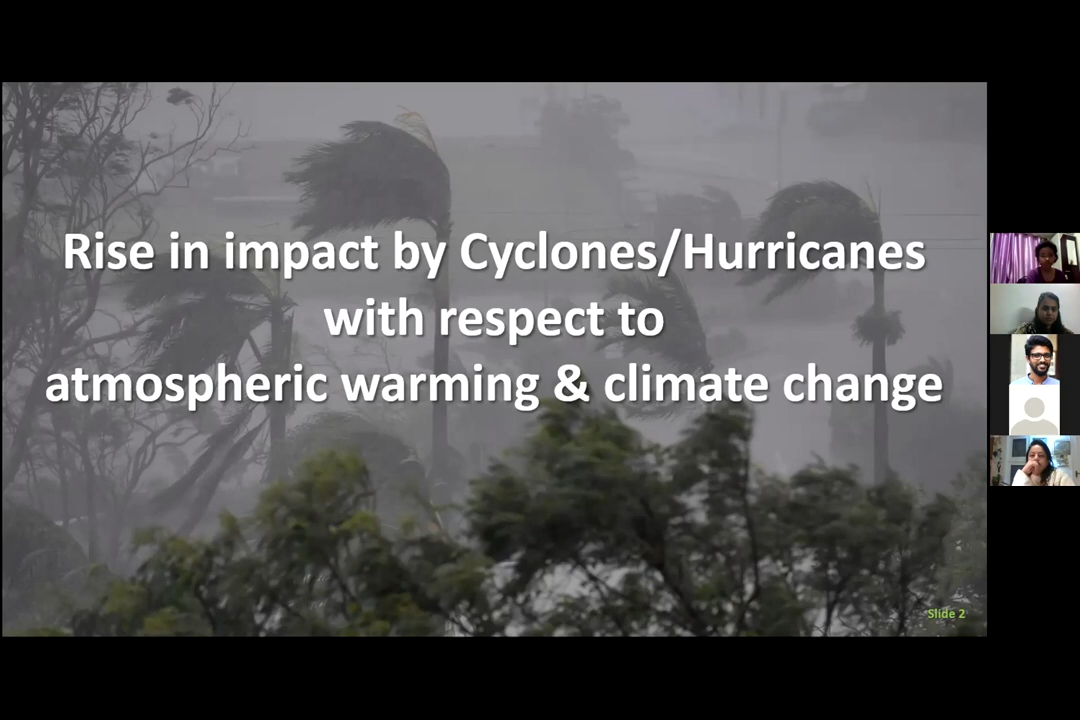 Rise in impact by Cyclones/Hurricanes
with respect to
atmospheric warming & climate change
Slide 2